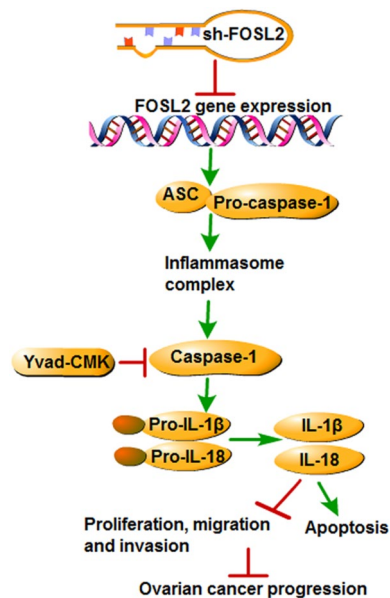 sh-FOSL2
FOSL2 gene expression
ASC
Pro-caspase-1
Inflammasome
complex
Yvad-CMK
Caspase-1
Pro-IL-1β
IL-1β
Pro-IL-18
IL-18
Proliferation, migration
and invasion
Apoptosis
Ovarian cancer progression